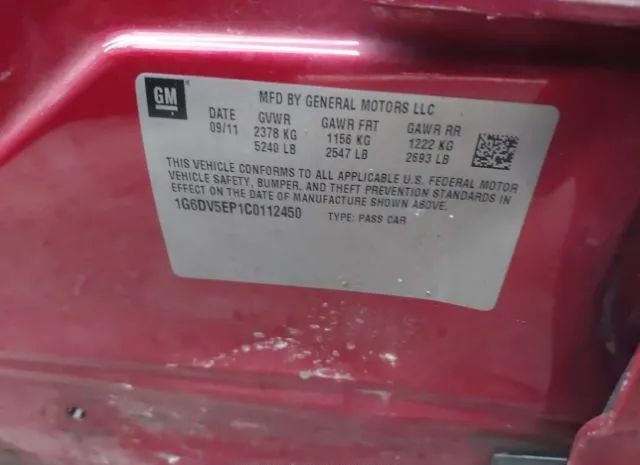 GM
MFD BY GENERAL MOTORS LLC
DATE GVWR GAWR FRT GAWR RR
09/11 2378 KG 1156 KG 1222 KG
5240 LB 2547 LB 2693 LB
THIS VEHICLE CONFORMS TO ALL APPLICABLE U.S. FEDERAL MOTOR
VEHICLE SAFETY, BUMPER, AND THEFT PREVENTION STANDARDS IN
EFFECT ON THE DATE OF MANUFACTURE SHOWN ABOVE.
1G6DV5EP1C0112450 TYPE: PASS CAR